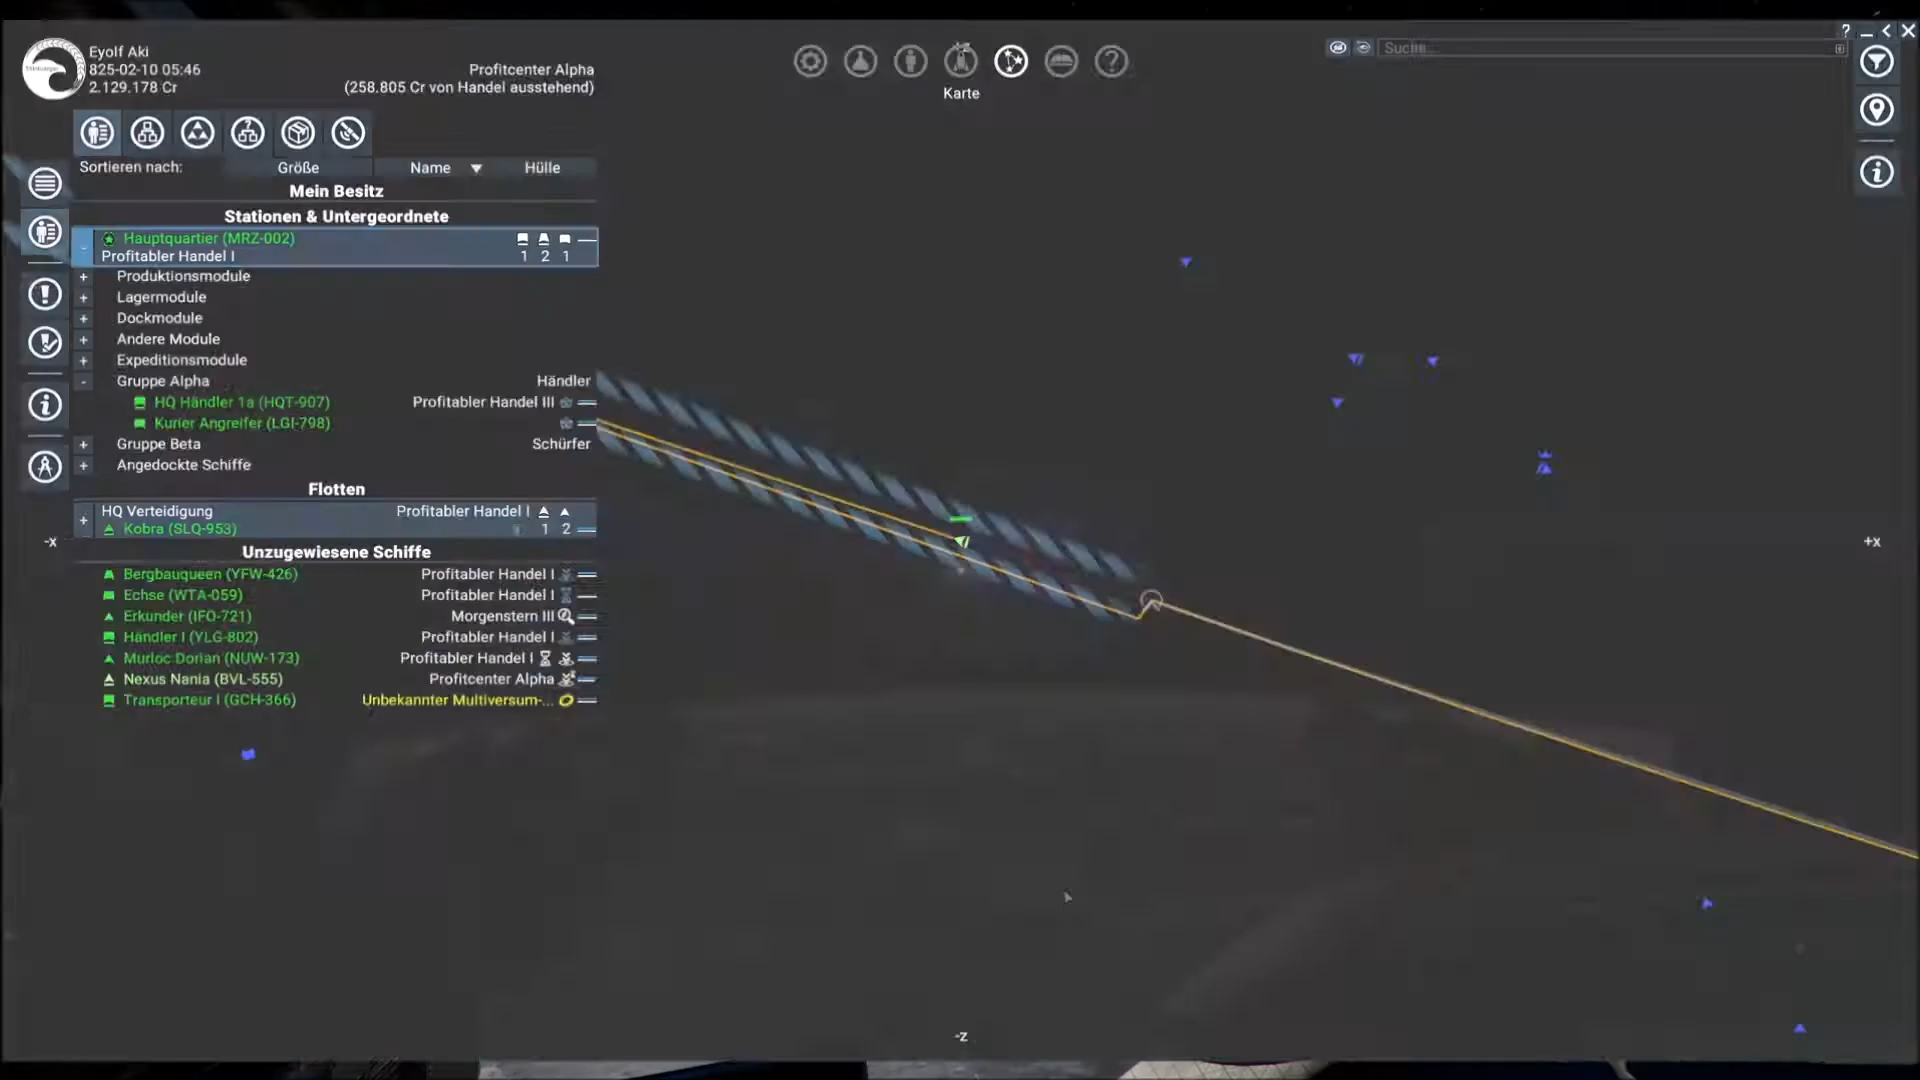 Eyolf Aki
825-02-10 05:46
2.129.178 Cr
Profitcenter Alpha
(258.805 Cr von Handel ausstehend)
Karte
Suche...
Sortieren nach:
Größe
Name
Hülle
Mein Besitz
Stationen & Untergeordnete
Hauptquartier (MRZ-002)
Profitabler Handel I
1 2 1
+ Produktionsmodule
+ Lagermodule
+ Dockmodule
+ Andere Module
+ Expeditionsmodule
- Gruppe Alpha Händler
HQ Händler 1a (HQT-907) Profitabler Handel III
Kurier Angreifer (LGI-798)
+ Gruppe Beta Schürfer
+ Angedockte Schiffe
Flotten
HQ Verteidigung Profitabler Handel I
+ Kobra (SLQ-953) 1 2
Unzugewiesene Schiffe
Bergbauqueen (YFW-426) Profitabler Handel I
Echse (WTA-059) Profitabler Handel I
Erkunder (IFO-721) Morgenstern III
Händler I (YLG-802) Profitabler Handel I
Murloc Dorian (NUW-173) Profitabler Handel I
Nexus Nania (BVL-555) Profitcenter Alpha
Transporteur I (GCH-366) Unbekannter Multiversum-...
-X
+X
-Z